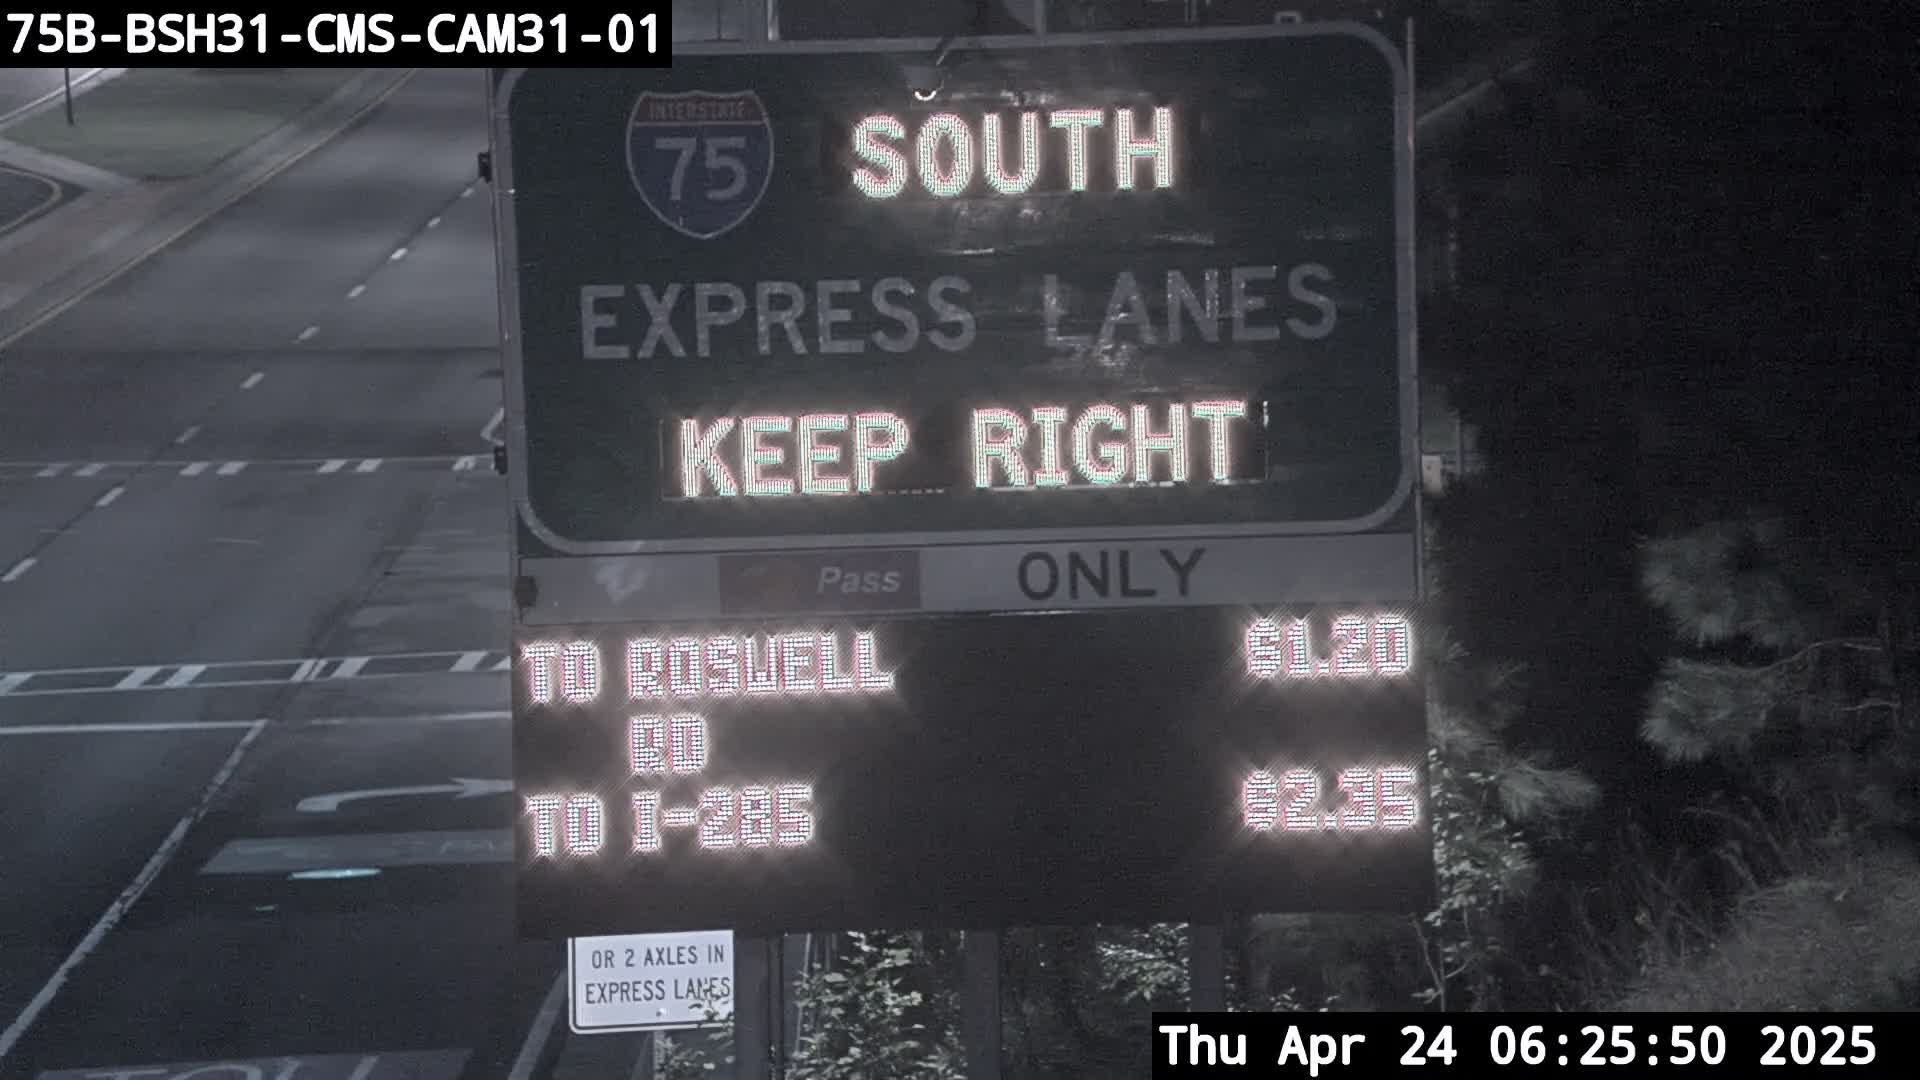 75B-BSH31-CMS-CAM31-01
INTERSTATE
75
SOUTH
EXPRESS LANES
KEEP RIGHT
Pass ONLY
TO ROSWELL $1.20
RD
TO I-285 $2.35
OR 2 AXLES IN
EXPRESS LANES
TOLL
Thu Apr 24 06:25:50 2025